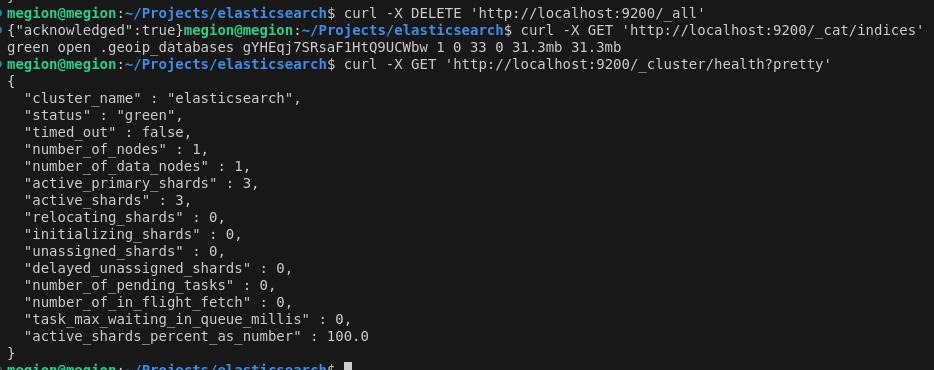 megion@megion:~/Projects/elasticsearch$ curl -X DELETE 'http://localhost:9200/_all'
{"acknowledged":true}megion@megion:~/Projects/elasticsearch$ curl -X GET 'http://localhost:9200/_cat/indices'
green open .geoip_databases gYHEqj7SRsaF1HtQ9UCWbw 1 0 33 0 31.3mb 31.3mb
megion@megion:~/Projects/elasticsearch$ curl -X GET 'http://localhost:9200/_cluster/health?pretty'
{
  "cluster_name" : "elasticsearch",
  "status" : "green",
  "timed_out" : false,
  "number_of_nodes" : 1,
  "number_of_data_nodes" : 1,
  "active_primary_shards" : 3,
  "active_shards" : 3,
  "relocating_shards" : 0,
  "initializing_shards" : 0,
  "unassigned_shards" : 0,
  "delayed_unassigned_shards" : 0,
  "number_of_pending_tasks" : 0,
  "number_of_in_flight_fetch" : 0,
  "task_max_waiting_in_queue_millis" : 0,
  "active_shards_percent_as_number" : 100.0
}
megion@megion:~/Projects/elasticsearch$